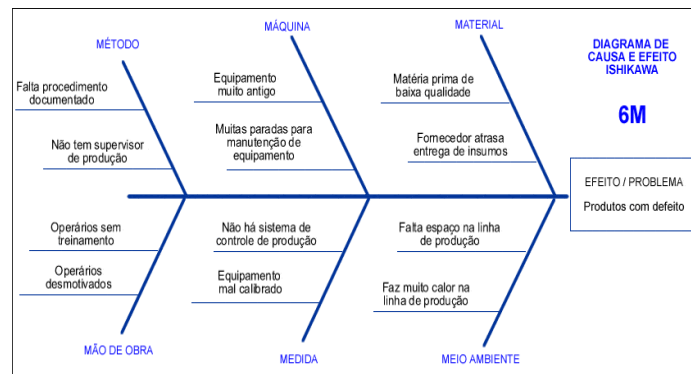 MÉTODO
MÁQUINA
MATERIAL
DIAGRAMA DE
CAUSA E EFEITO
ISHIKAWA
6M
Falta procedimento
documentado
Não tem supervisor
de produção
Equipamento
muito antigo
Muitas paradas para
manutenção de
equipamento
Matéria prima de
baixa qualidade
Fornecedor atrasa
entrega de insumos
EFEITO / PROBLEMA
Produtos com defeito
Operários sem
treinamento
Operários
desmotivados
Não há sistema de
controle de produção
Equipamento
mal calibrado
Falta espaço na linha
de produção
Faz muito calor na
linha de produção
MÃO DE OBRA
MEDIDA
MEIO AMBIENTE